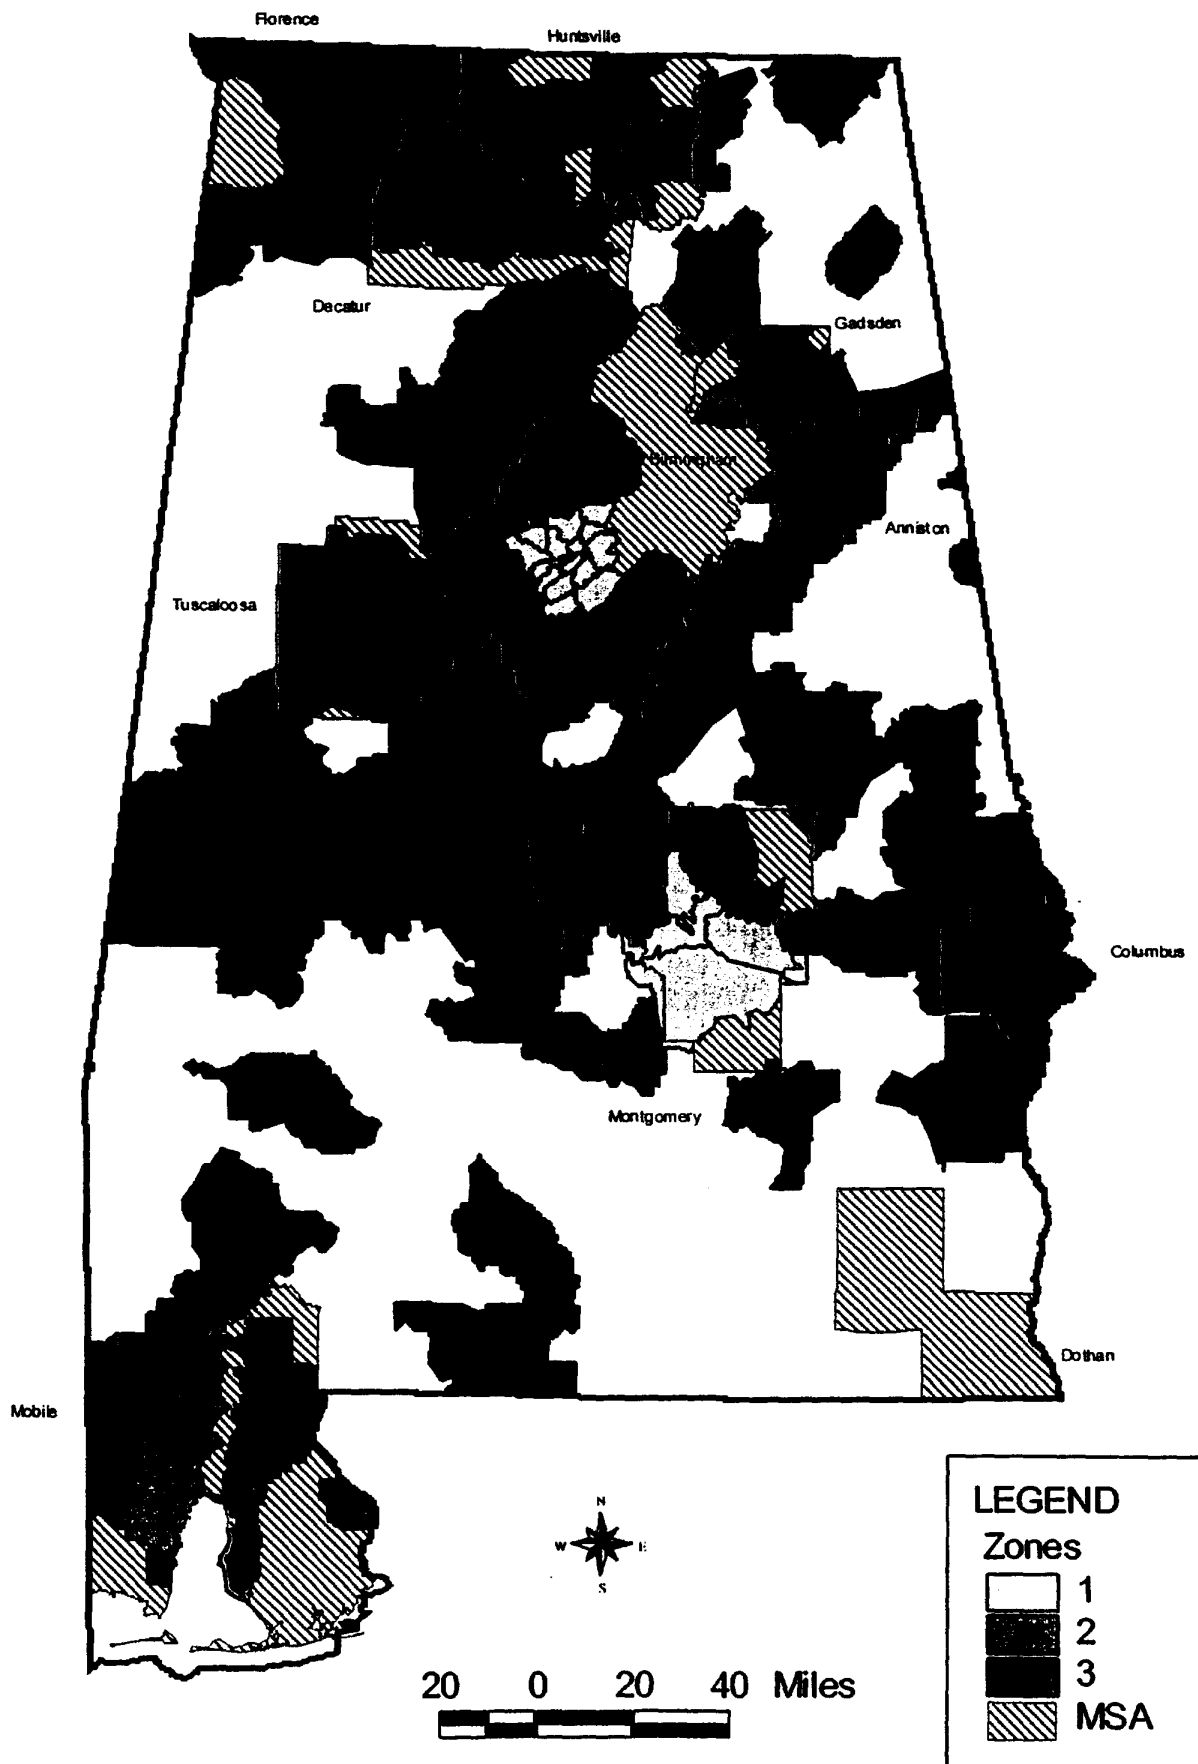 Florence
Huntsville
Decatur
Gadsden
Birmingham
Anniston
Tuscaloosa
Columbus
Montgomery
Dothan
Mobile
N
W E
S
LEGEND
Zones
1
2
3
MSA
20 0 20 40 Miles